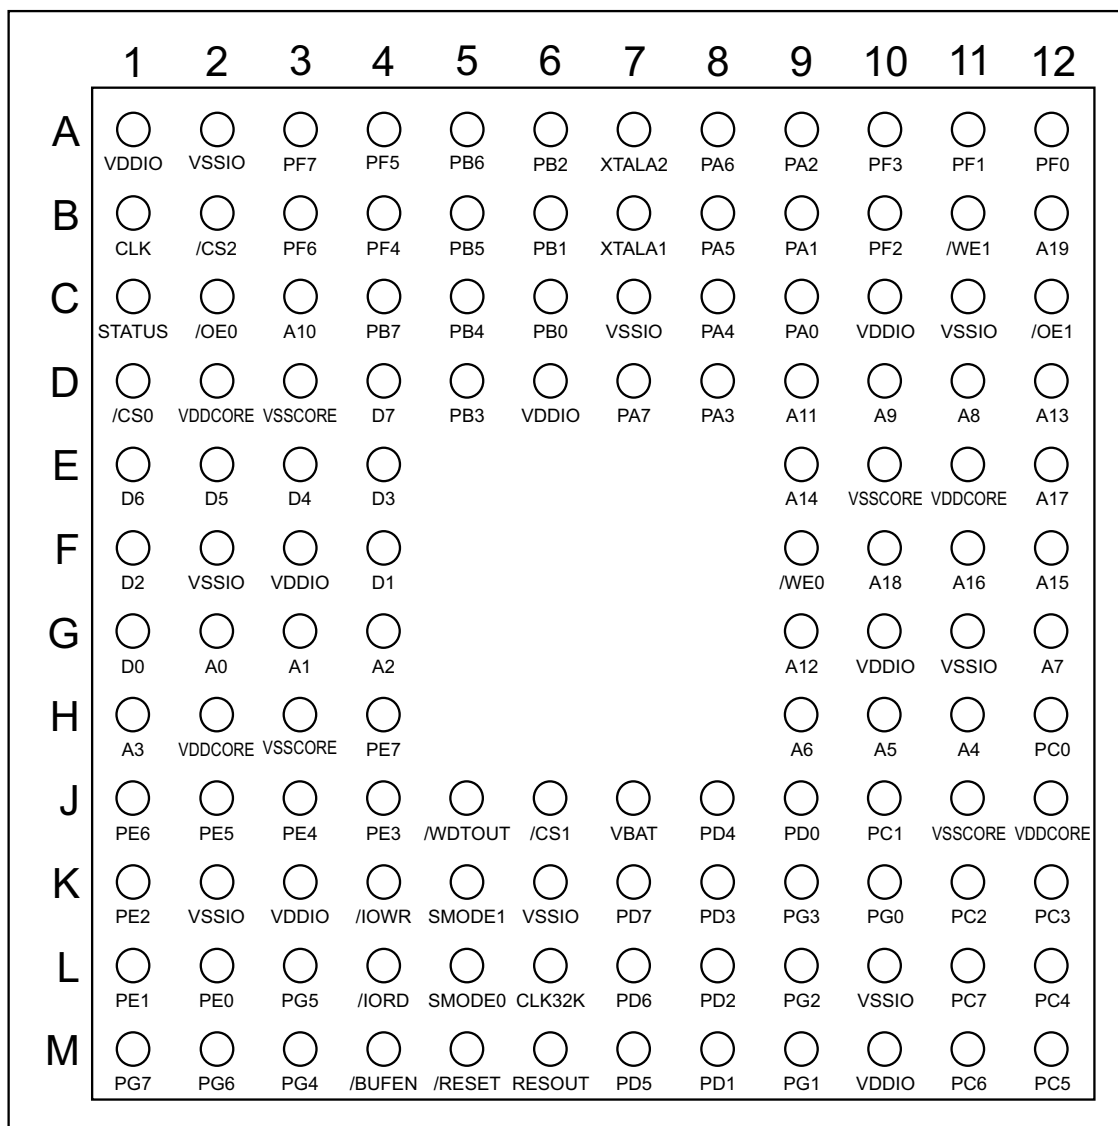 1 2 3 4 5 6 7 8 9 10 11 12
A
VDDIO VSSIO PF7 PF5 PB6 PB2 XTALA2 PA6 PA2 PF3 PF1 PF0
B
CLK /CS2 PF6 PF4 PB5 PB1 XTALA1 PA5 PA1 PF2 /WE1 A19
C
STATUS /OE0 A10 PB7 PB4 PB0 VSSIO PA4 PA0 VDDIO VSSIO /OE1
D
/CS0 VDDCORE VSSCORE D7 PB3 VDDIO PA7 PA3 A11 A9 A8 A13
E
D6 D5 D4 D3 A14 VSSCORE VDDCORE A17
F
D2 VSSIO VDDIO D1 /WE0 A18 A16 A15
G
D0 A0 A1 A2 A12 VDDIO VSSIO A7
H
A3 VDDCORE VSSCORE PE7 A6 A5 A4 PC0
J
PE6 PE5 PE4 PE3 /WDTOUT /CS1 VBAT PD4 PD0 PC1 VSSCORE VDDCORE
K
PE2 VSSIO VDDIO /IOWR SMODE1 VSSIO PD7 PD3 PG3 PG0 PC2 PC3
L
PE1 PE0 PG5 /IORD SMODE0 CLK32K PD6 PD2 PG2 VSSIO PC7 PC4
M
PG7 PG6 PG4 /BUFEN /RESET RESOUT PD5 PD1 PG1 VDDIO PC6 PC5